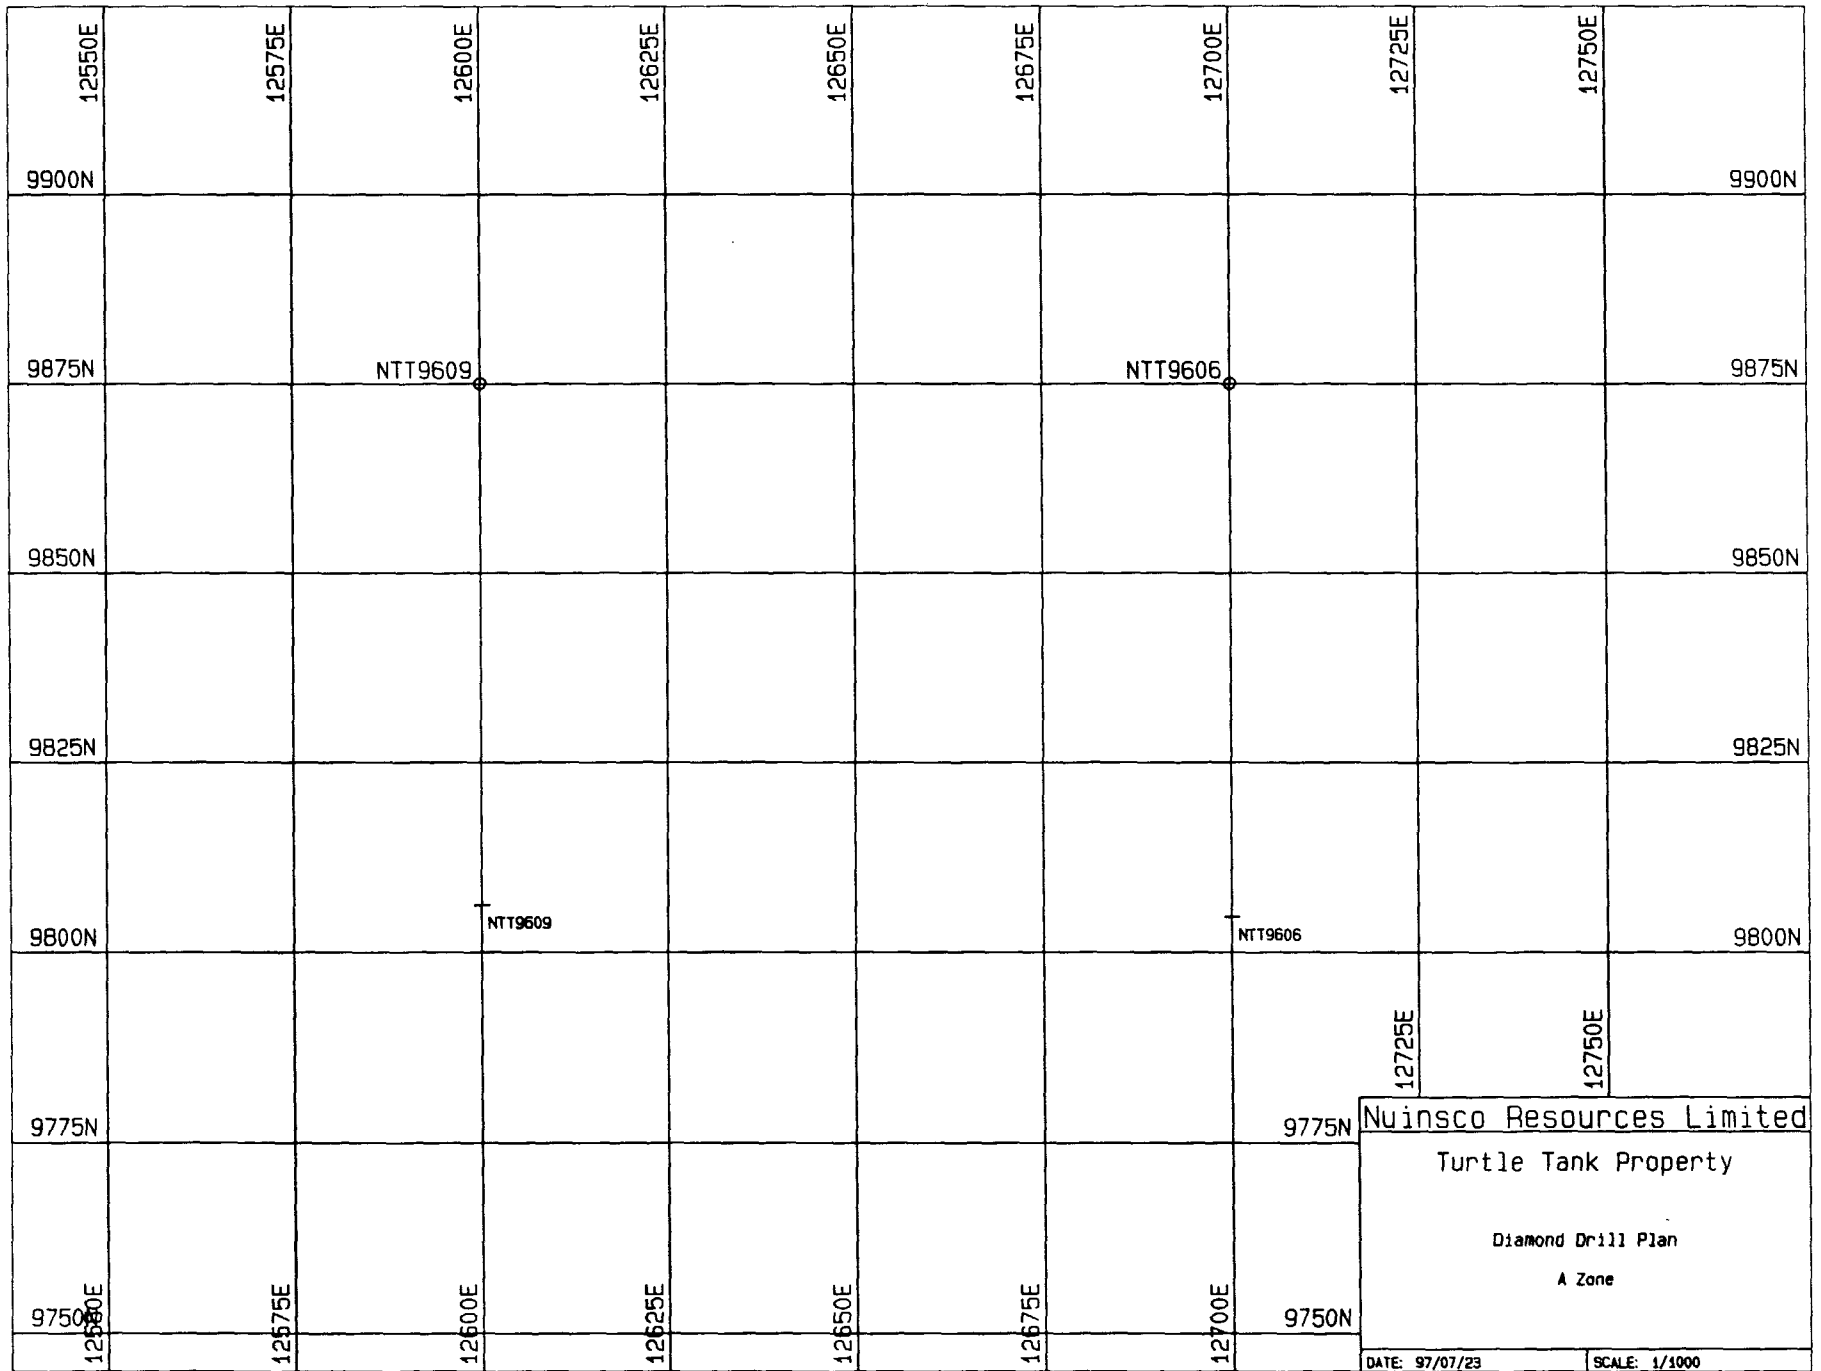 12550E 12575E 12600E 12625E 12650E 12675E 12700E 12725E 12750E
9900N 9900N
9875N NTT9609 NTT9606 9875N
9850N 9850N
9825N 9825N
NTT9609
NTT9606
9800N 9800N
12725E 12750E
9775N 9775N
Nuinsco Resources Limited
Turtle Tank Property
Diamond Drill Plan
A Zone
9750N 12550E 12575E 12600E 12625E 12650E 12675E 12700E 9750N
DATE: 97/07/23 SCALE: 1/1000